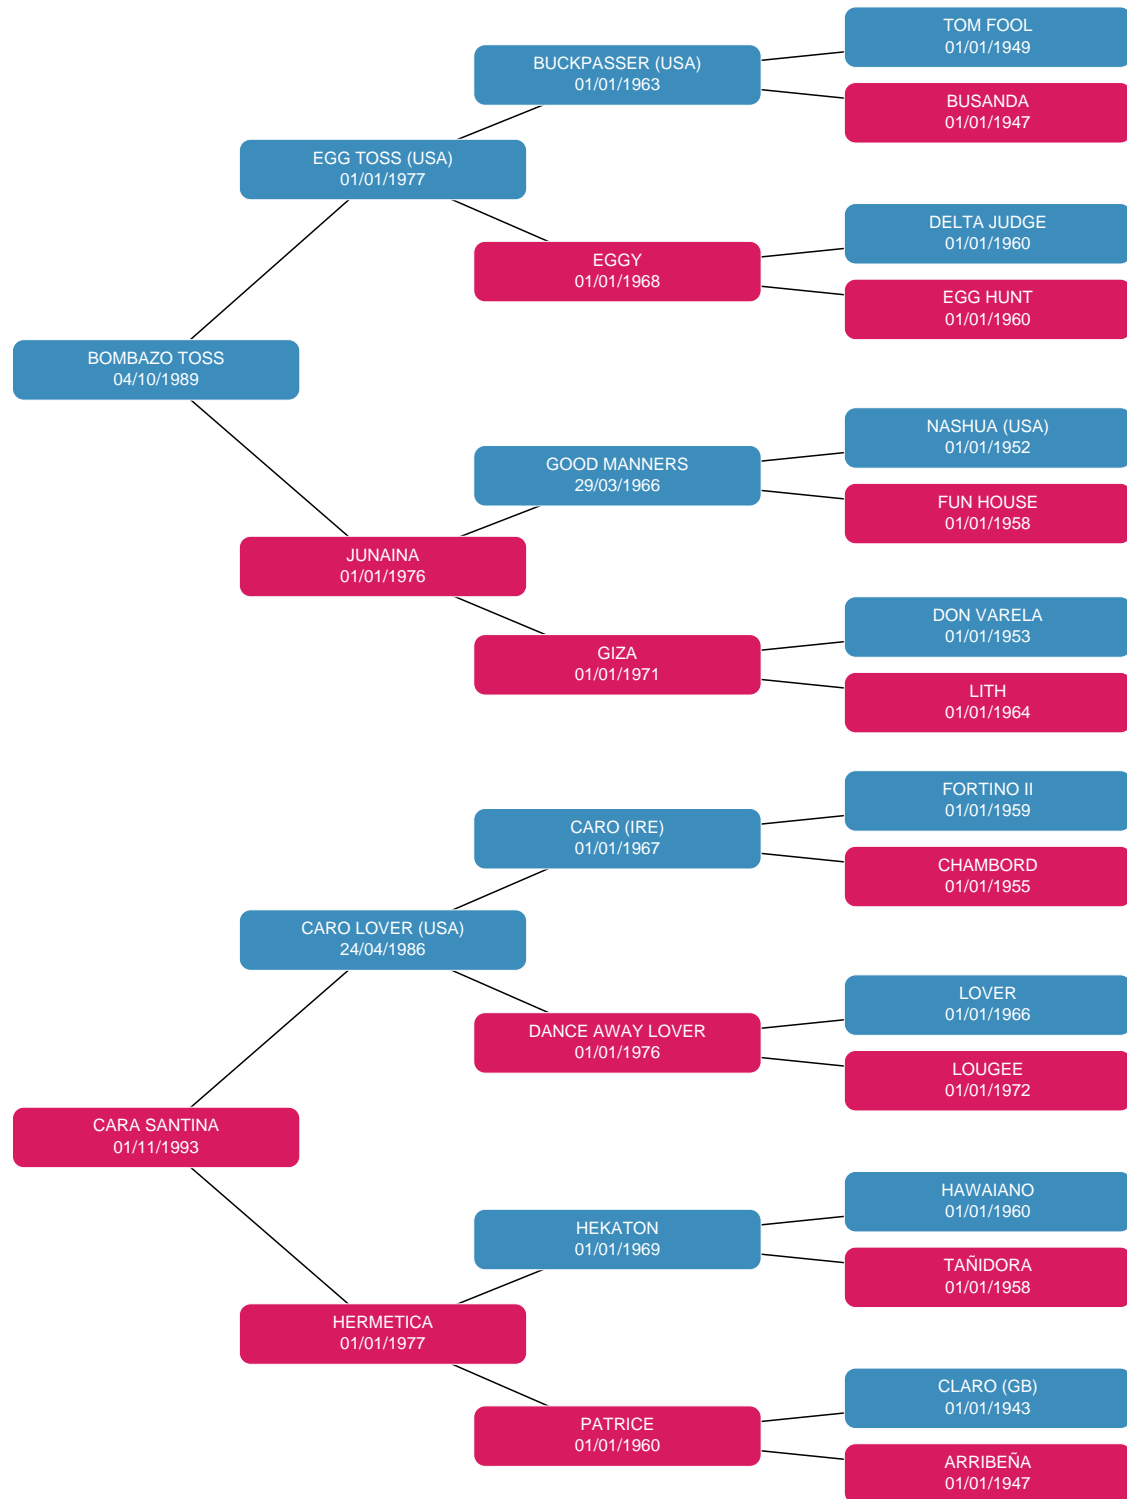 TOM FOOL
01/01/1949
BUCKPASSER (USA)
01/01/1963
BUSANDA
01/01/1947
EGG TOSS (USA)
01/01/1977
DELTA JUDGE
01/01/1960
EGGY
01/01/1968
EGG HUNT
01/01/1960
BOMBAZO TOSS
04/10/1989
NASHUA (USA)
01/01/1952
GOOD MANNERS
29/03/1966
FUN HOUSE
01/01/1958
JUNAINA
01/01/1976
DON VARELA
01/01/1953
GIZA
01/01/1971
LITH
01/01/1964
FORTINO II
01/01/1959
CARO (IRE)
01/01/1967
CHAMBORD
01/01/1955
CARO LOVER (USA)
24/04/1986
LOVER
01/01/1966
DANCE AWAY LOVER
01/01/1976
LOUGEE
01/01/1972
CARA SANTINA
01/11/1993
HAWAIANO
01/01/1960
HEKATON
01/01/1969
TAÑIDORA
01/01/1958
HERMETICA
01/01/1977
CLARO (GB)
01/01/1943
PATRICE
01/01/1960
ARRIBEÑA
01/01/1947